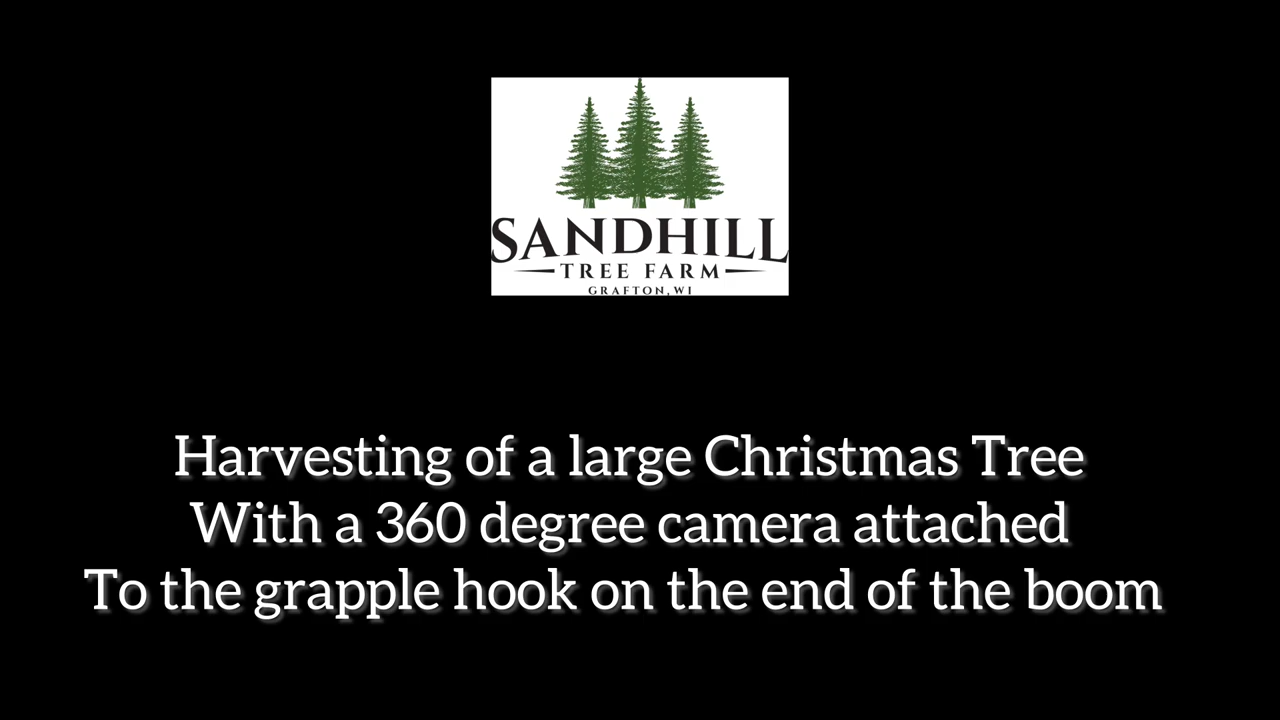 SANDHILL
TREE FARM
GRAFTON, WI
Harvesting of a large Christmas Tree
With a 360 degree camera attached
To the grapple hook on the end of the boom